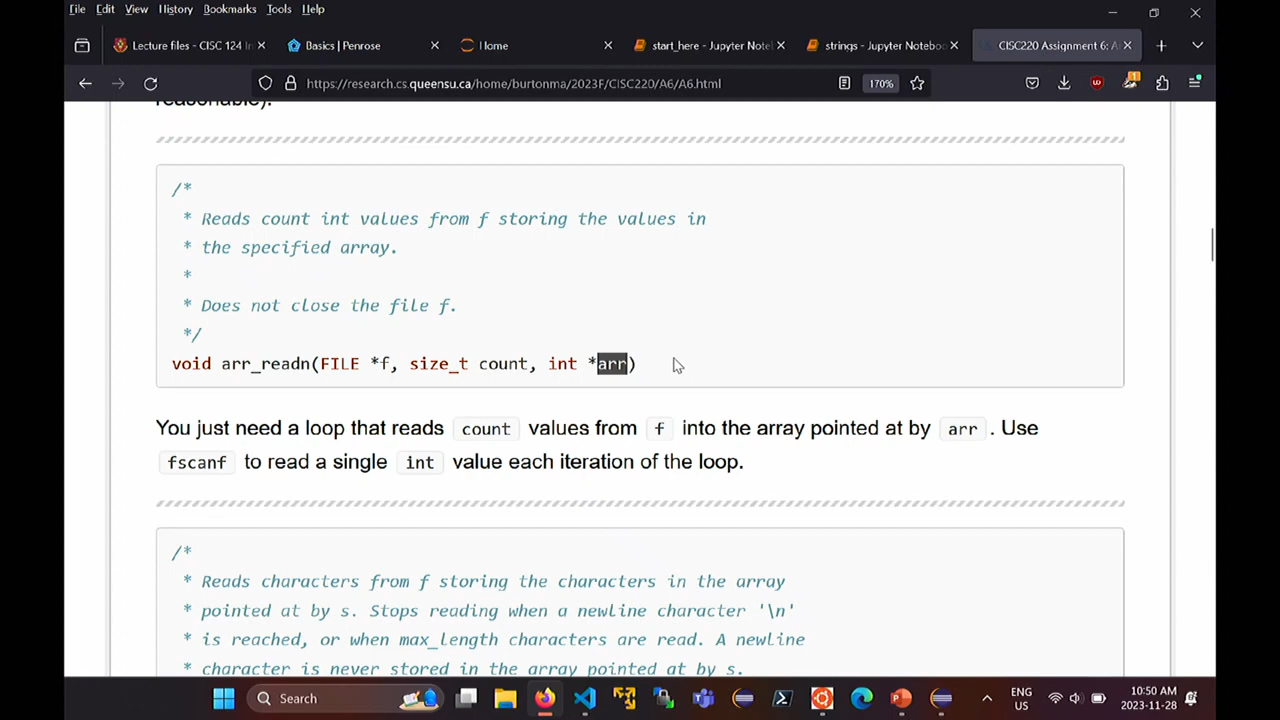 File Edit View History Bookmarks Tools Help
Lecture files - CISC 124 In
Basics | Penrose
Home
start_here - Jupyter Notel
strings - Jupyter Noteboo
CISC220 Assignment 6: A
https://research.cs.queensu.ca/home/burtonma/2023F/CISC220/A6/A6.html
170%
1
reasonable).
/*
* Reads count int values from f storing the values in
* the specified array.
*
* Does not close the file f.
*/
void arr_readn(FILE *f, size_t count, int *arr)
You just need a loop that reads count values from f into the array pointed at by arr . Use
fscanf to read a single int value each iteration of the loop.
/*
* Reads characters from f storing the characters in the array
* pointed at by s. Stops reading when a newline character '\n'
* is reached, or when max_length characters are read. A newline
* character is never stored in the array pointed at by s.
Search
ENG
US
10:50 AM
2023-11-28